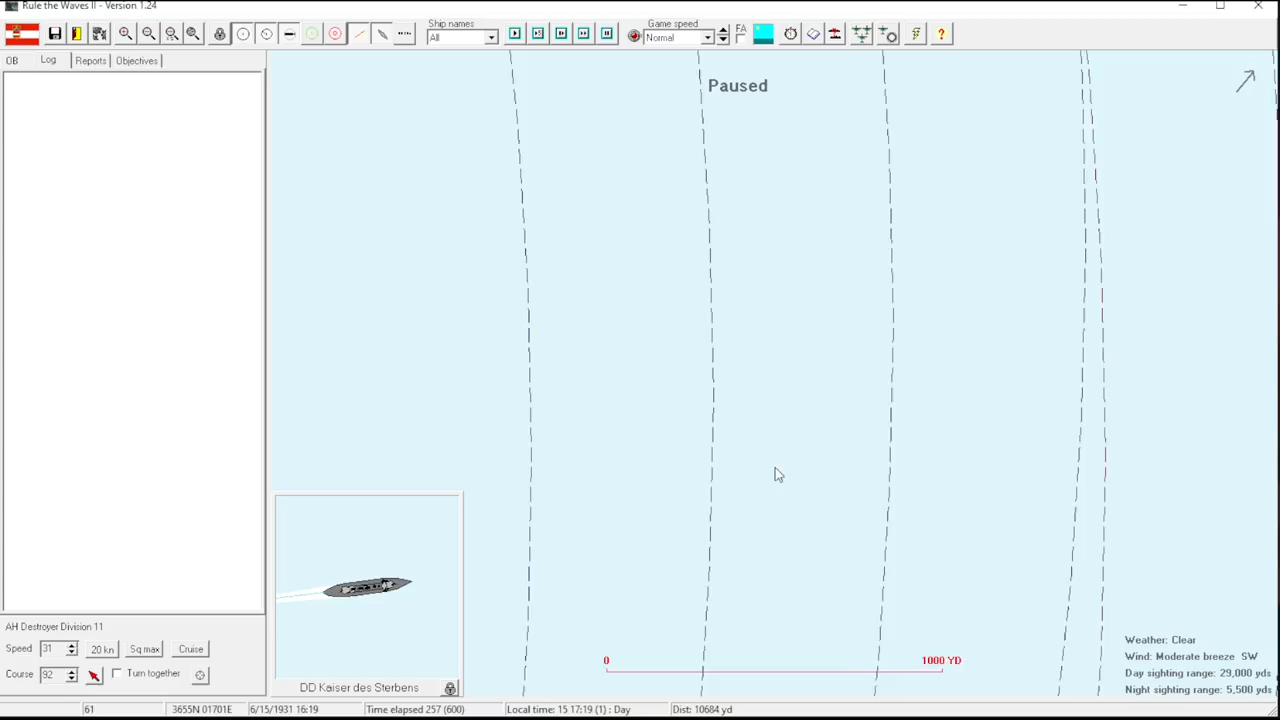 Rule the Waves II - Version 1.24
Ship names
All
Game speed
Normal
FA
OB
Log
Reports
Objectives
Paused
AH Destroyer Division 11
Speed
31
20 kn
Sq max
Cruise
Course
92
Turn together
DD Kaiser des Sterbens
0
1000 YD
Weather: Clear
Wind: Moderate breeze SW
Day sighting range: 29,000 yds
Night sighting range: 5,500 yds
61
3655N 01701E
6/15/1931 16:19
Time elapsed 257 (600)
Local time: 15 17:19 (1) : Day
Dist: 10684 yd